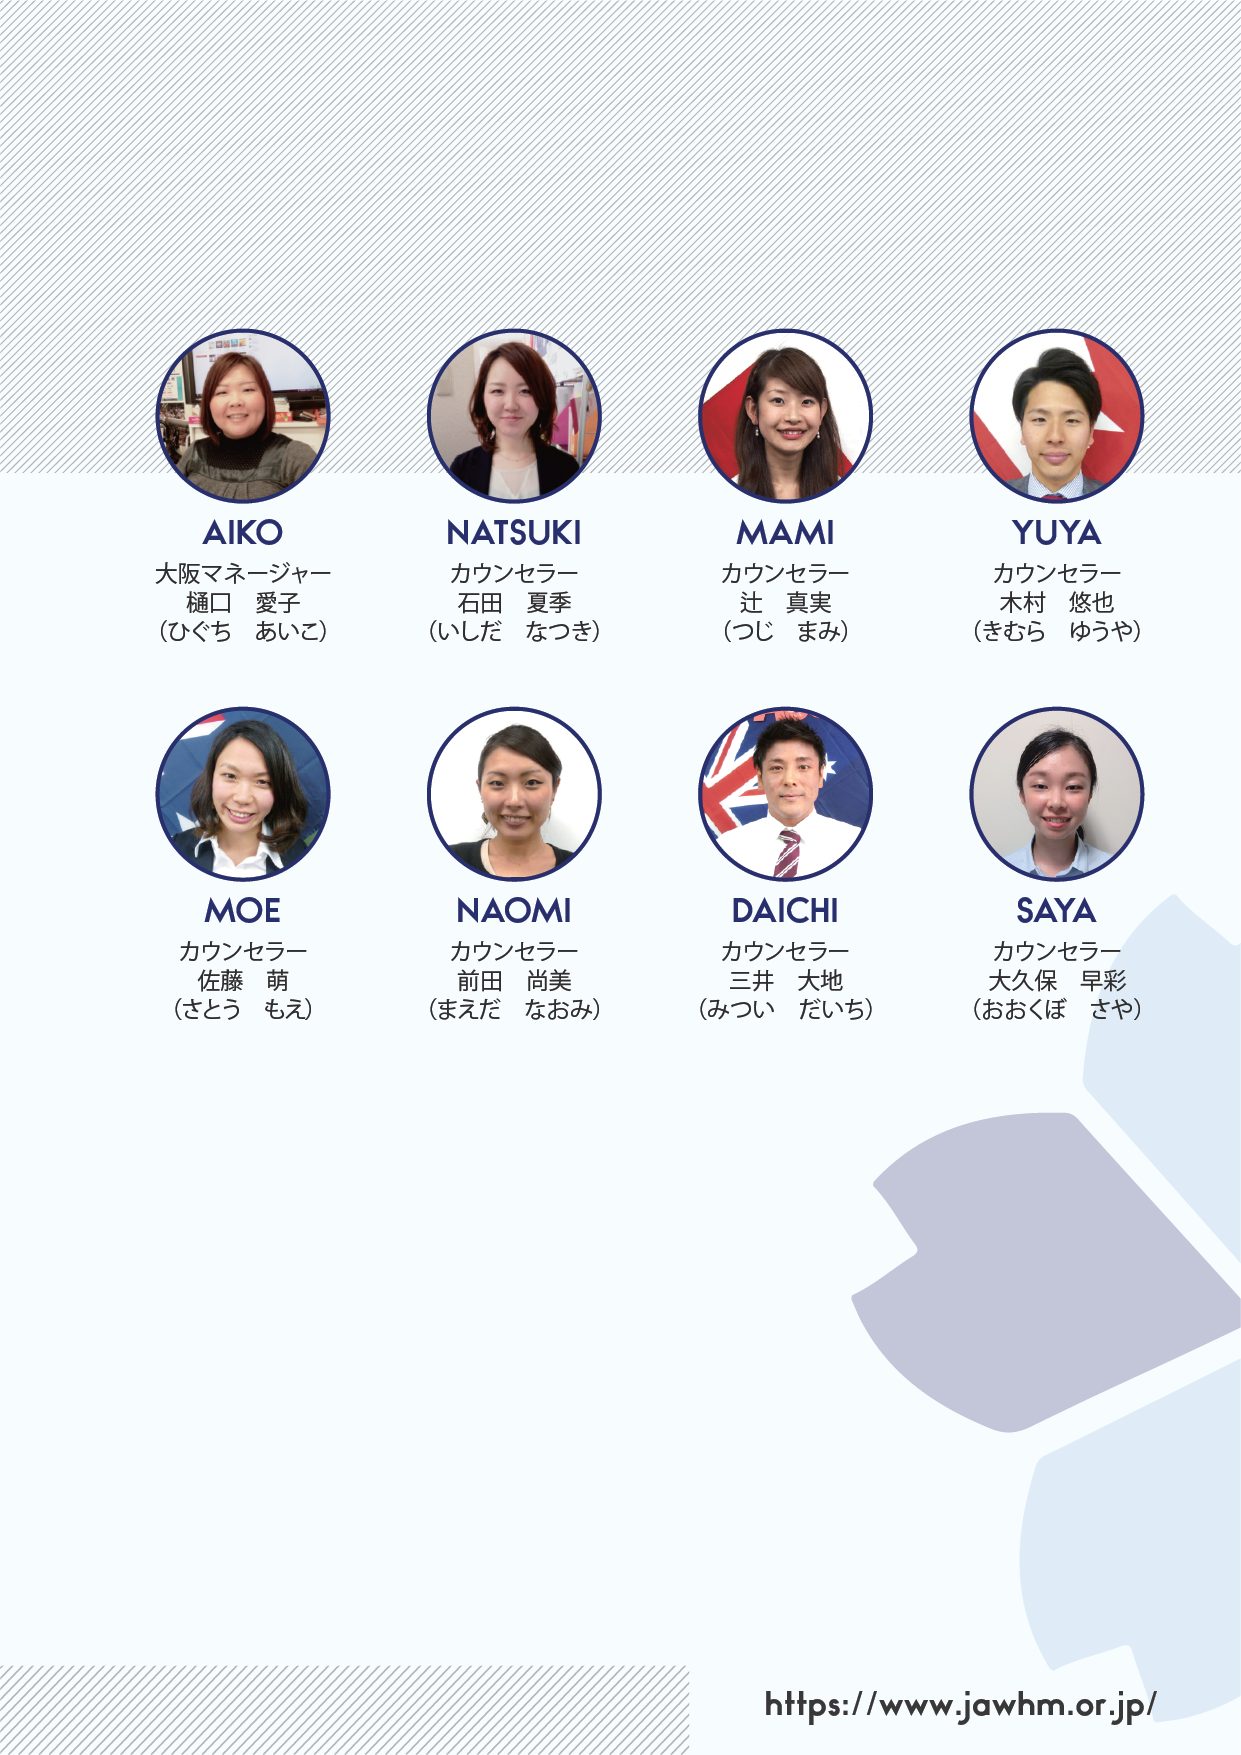 AIKO
大阪マネージャー
樋口　愛子
（ひぐち　あいこ）
NATSUKI
カウンセラー
石田　夏季
（いしだ　なつき）
MAMI
カウンセラー
辻　真実
（つじ　まみ）
YUYA
カウンセラー
木村　悠也
（きむら　ゆうや）
MOE
カウンセラー
佐藤　萌
（さとう　もえ）
NAOMI
カウンセラー
前田　尚美
（まえだ　なおみ）
DAICHI
カウンセラー
三井　大地
（みつい　だいち）
SAYA
カウンセラー
大久保　早彩
（おおくぼ　さや）
https://www.jawhm.or.jp/